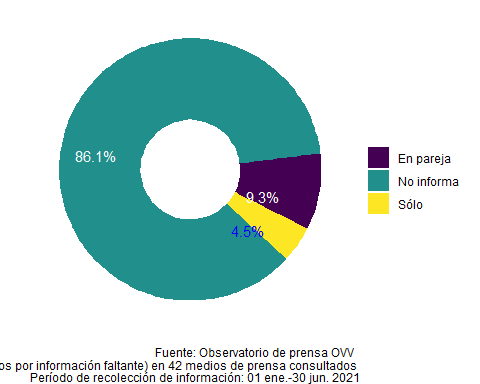 86.1%
9.3%
4.5%
En pareja
No informa
Sólo
Fuente: Observatorio de prensa OVV
por información faltante) en 42 medios de prensa consultados
Período de recolección de información: 01 ene.-30 jun. 2021